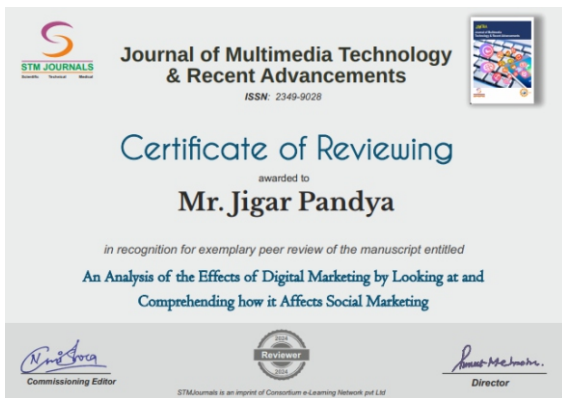 STM JOURNALS
Scientific Technical Medical
Journal of Multimedia Technology
& Recent Advancements
ISSN: 2349-9028
Certificate of Reviewing
awarded to
Mr. Jigar Pandya
in recognition for exemplary peer review of the manuscript entitled
An Analysis of the Effects of Digital Marketing by Looking at and
Comprehending how it Affects Social Marketing
2024
Reviewer
2024
Commissioning Editor
Director
STMJournals is an imprint of Consortium e-Learning Network pvt Ltd